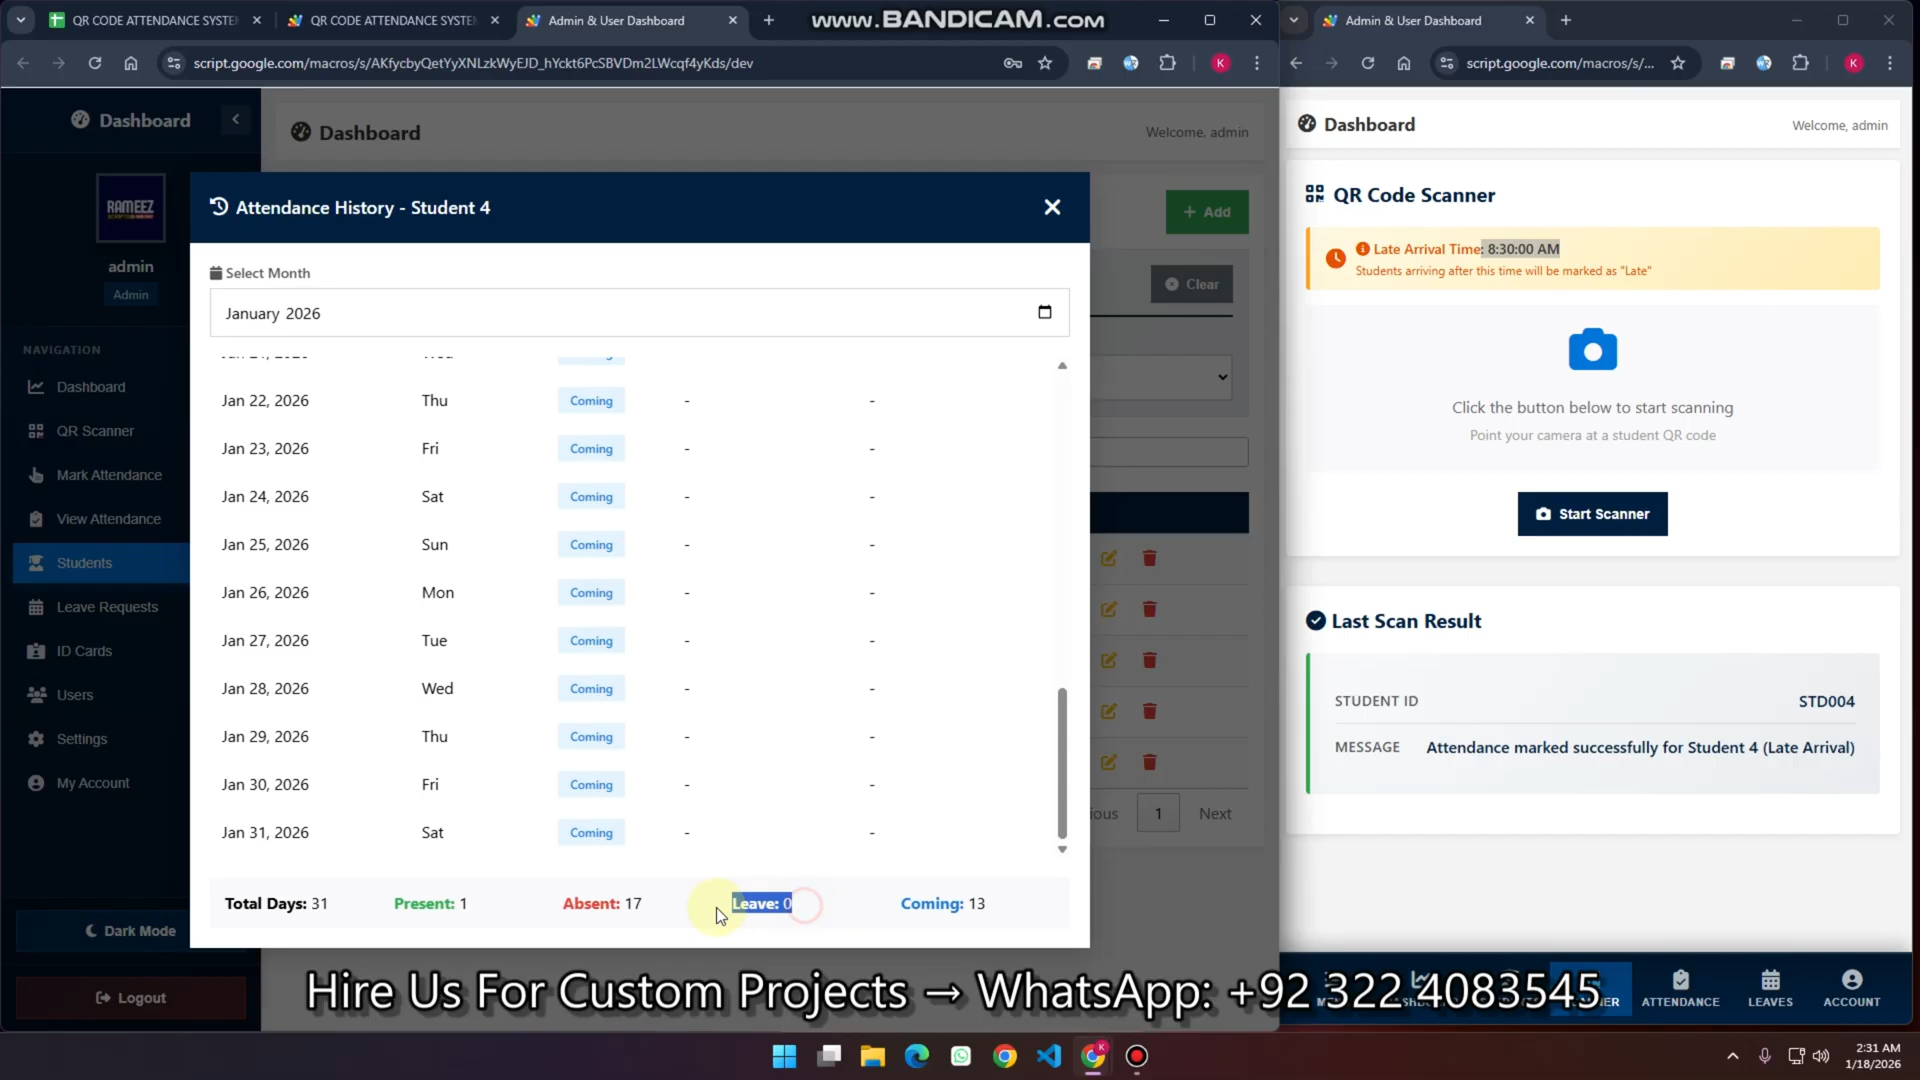 QR CODE ATTENDANCE SYSTEM
QR CODE ATTENDANCE SYSTEM
Admin & User Dashboard
www.BANDICAM.com
Admin & User Dashboard
script.google.com/macros/s/AKfycbyQetYyXNLzkWyEJD_hYckt6PcSBVDm2LWcqf4yKds/dev
K
script.google.com/macros/s/...
K
Dashboard
RAMEEZ
admin
Admin
NAVIGATION
Dashboard
QR Scanner
Mark Attendance
View Attendance
Students
Leave Requests
ID Cards
Users
Settings
My Account
Dark Mode
Logout
Dashboard
Welcome, admin
+ Add
Clear
ious 1 Next
Attendance History - Student 4
Select Month
January 2026
Jan 22, 2026 Thu Coming - -
Jan 23, 2026 Fri Coming - -
Jan 24, 2026 Sat Coming - -
Jan 25, 2026 Sun Coming - -
Jan 26, 2026 Mon Coming - -
Jan 27, 2026 Tue Coming - -
Jan 28, 2026 Wed Coming - -
Jan 29, 2026 Thu Coming - -
Jan 30, 2026 Fri Coming - -
Jan 31, 2026 Sat Coming - -
Total Days: 31 Present: 1 Absent: 17 Leave: 0 Coming: 13
Dashboard
Welcome, admin
QR Code Scanner
Late Arrival Time: 8:30:00 AM
Students arriving after this time will be marked as "Late"
Click the button below to start scanning
Point your camera at a student QR code
Start Scanner
Last Scan Result
STUDENT ID STD004
MESSAGE Attendance marked successfully for Student 4 (Late Arrival)
ATTENDANCE
LEAVES
ACCOUNT
Hire Us For Custom Projects → WhatsApp: +92 322 4083545
2:31 AM
1/18/2026